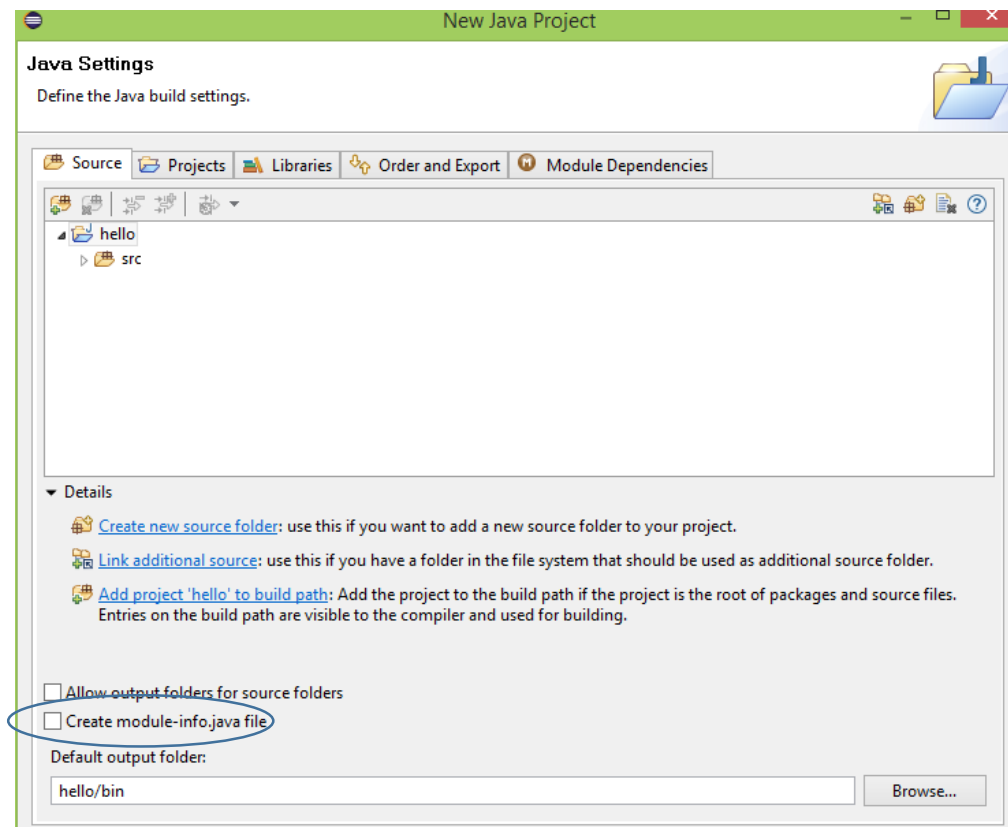 New Java Project
Java Settings
Define the Java build settings.
Source Projects Libraries Order and Export Module Dependencies
hello
src
Details
Create new source folder: use this if you want to add a new source folder to your project.
Link additional source: use this if you have a folder in the file system that should be used as additional source folder.
Add project 'hello' to build path: Add the project to the build path if the project is the root of packages and source files.
Entries on the build path are visible to the compiler and used for building.
Allow output folders for source folders
Create module-info.java file
Default output folder:
hello/bin Browse...